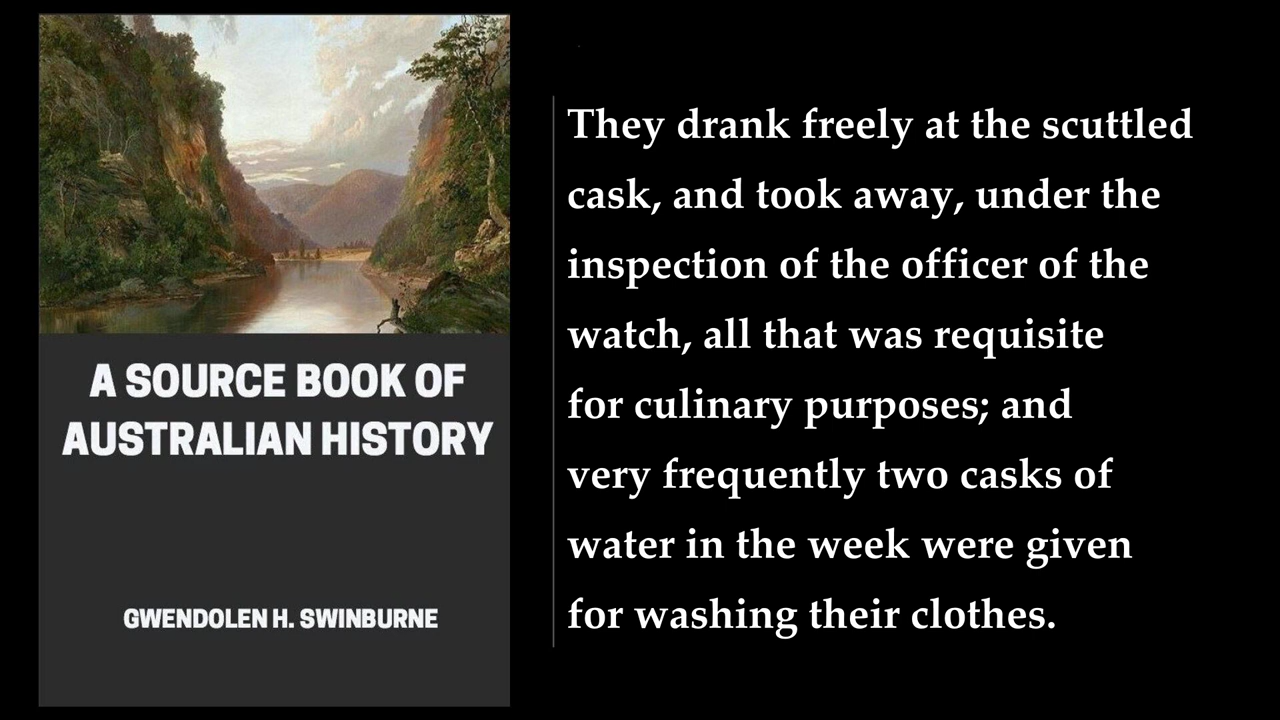 A SOURCE BOOK OF
AUSTRALIAN HISTORY
GWENDOLEN H. SWINBURNE
They drank freely at the scuttled
cask, and took away, under the
inspection of the officer of the
watch, all that was requisite
for culinary purposes; and
very frequently two casks of
water in the week were given
for washing their clothes.